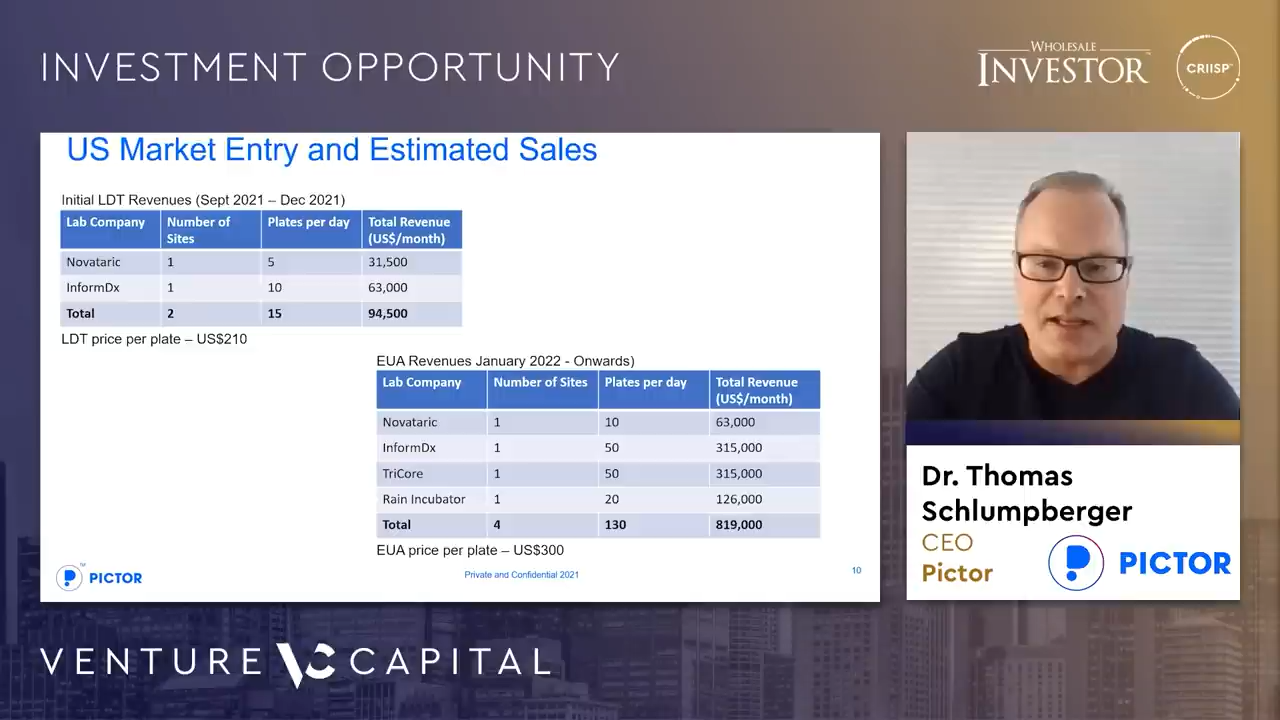 INVESTMENT OPPORTUNITY
WHOLESALE
INVESTOR
CRIISP™
US Market Entry and Estimated Sales
Initial LDT Revenues (Sept 2021 – Dec 2021)
Lab Company Number of Sites Plates per day Total Revenue (US$/month)
Novataric 1 5 31,500
InformDx 1 10 63,000
Total 2 15 94,500
LDT price per plate – US$210
EUA Revenues January 2022 - Onwards)
Lab Company Number of Sites Plates per day Total Revenue (US$/month)
Novataric 1 10 63,000
InformDx 1 50 315,000
TriCore 1 50 315,000
Rain Incubator 1 20 126,000
Total 4 130 819,000
EUA price per plate – US$300
PICTOR™
Private and Confidential 2021
10
Dr. Thomas
Schlumpberger
CEO
Pictor
PICTOR
VENTURE VC CAPITAL